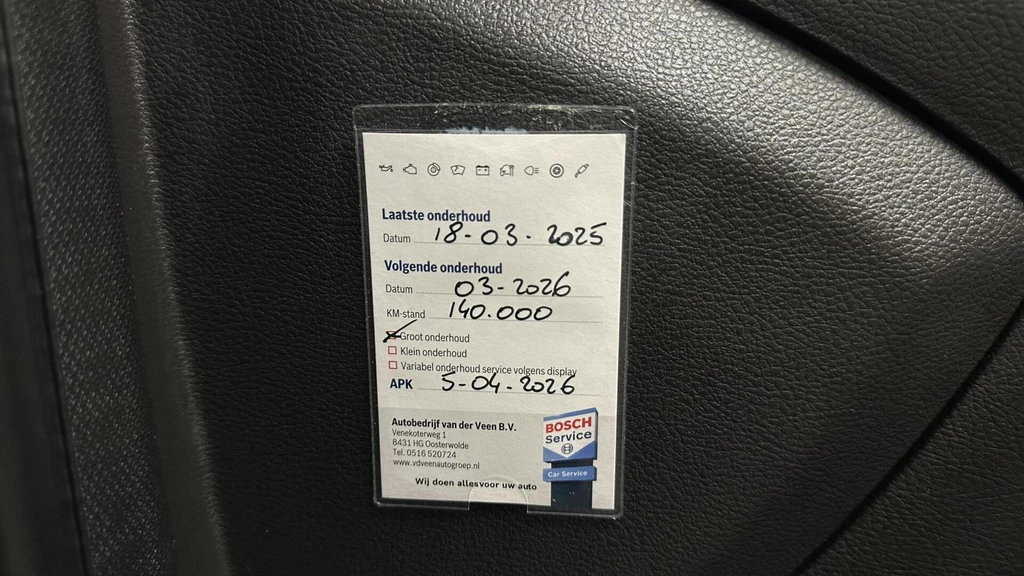 Laatste onderhoud
Datum 18-03-2025
Volgende onderhoud
Datum 03-2026
KM-stand 140.000
Groot onderhoud
Klein onderhoud
Variabel onderhoud service volgens display
APK 5-04-2026
Autobedrijf van der Veen B.V.
Venekoterweg 1
8431 HG Oosterwolde
Tel. 0516 520724
www.vdveenautogroep.nl
Wij doen allesvoor uw auto
BOSCH
Service
Car Service